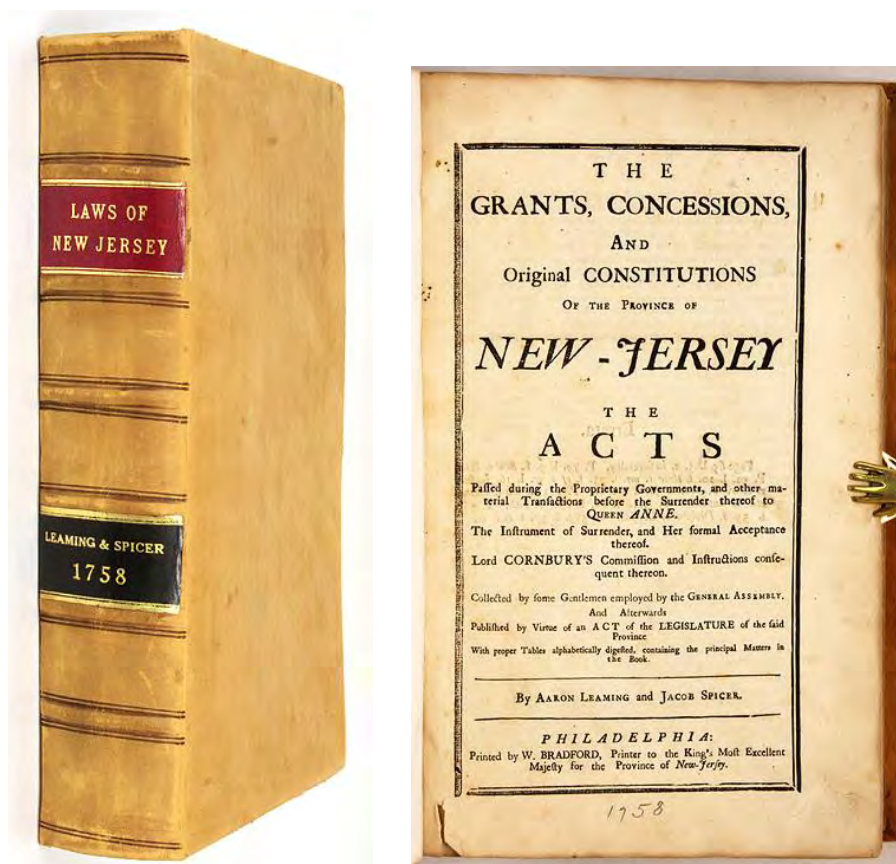 LAWS OF
NEW JERSEY
LEAMING & SPICER
1758
THE
GRANTS, CONCESSIONS,
AND
Original CONSTITUTIONS
OF THE PROVINCE OF
NEW-JERSEY
THE
ACTS
Paſſed during the Proprietary Governments, and other ma-
terial Tranſactions before the Surrender thereof to
QUEEN ANNE.
The Inſtrument of Surrender, and Her formal Acceptance
thereof.
Lord CORNBURY'S Commiſſion and Inſtructions conſe-
quent thereon.
Collected by ſome Gentlemen employed by the GENERAL ASSEMBLY.
And Afterwards
Publiſhed by Virtue of an ACT of the LEGISLATURE of the ſaid
Province
With proper Tables alphabetically digeſted, containing the principal Matters in
the Book.
By AARON LEAMING and JACOB SPICER.
PHILADELPHIA:
Printed by W. BRADFORD, Printer to the King's Moſt Excellent
Majeſty for the Province of New-Jerſey.
1758